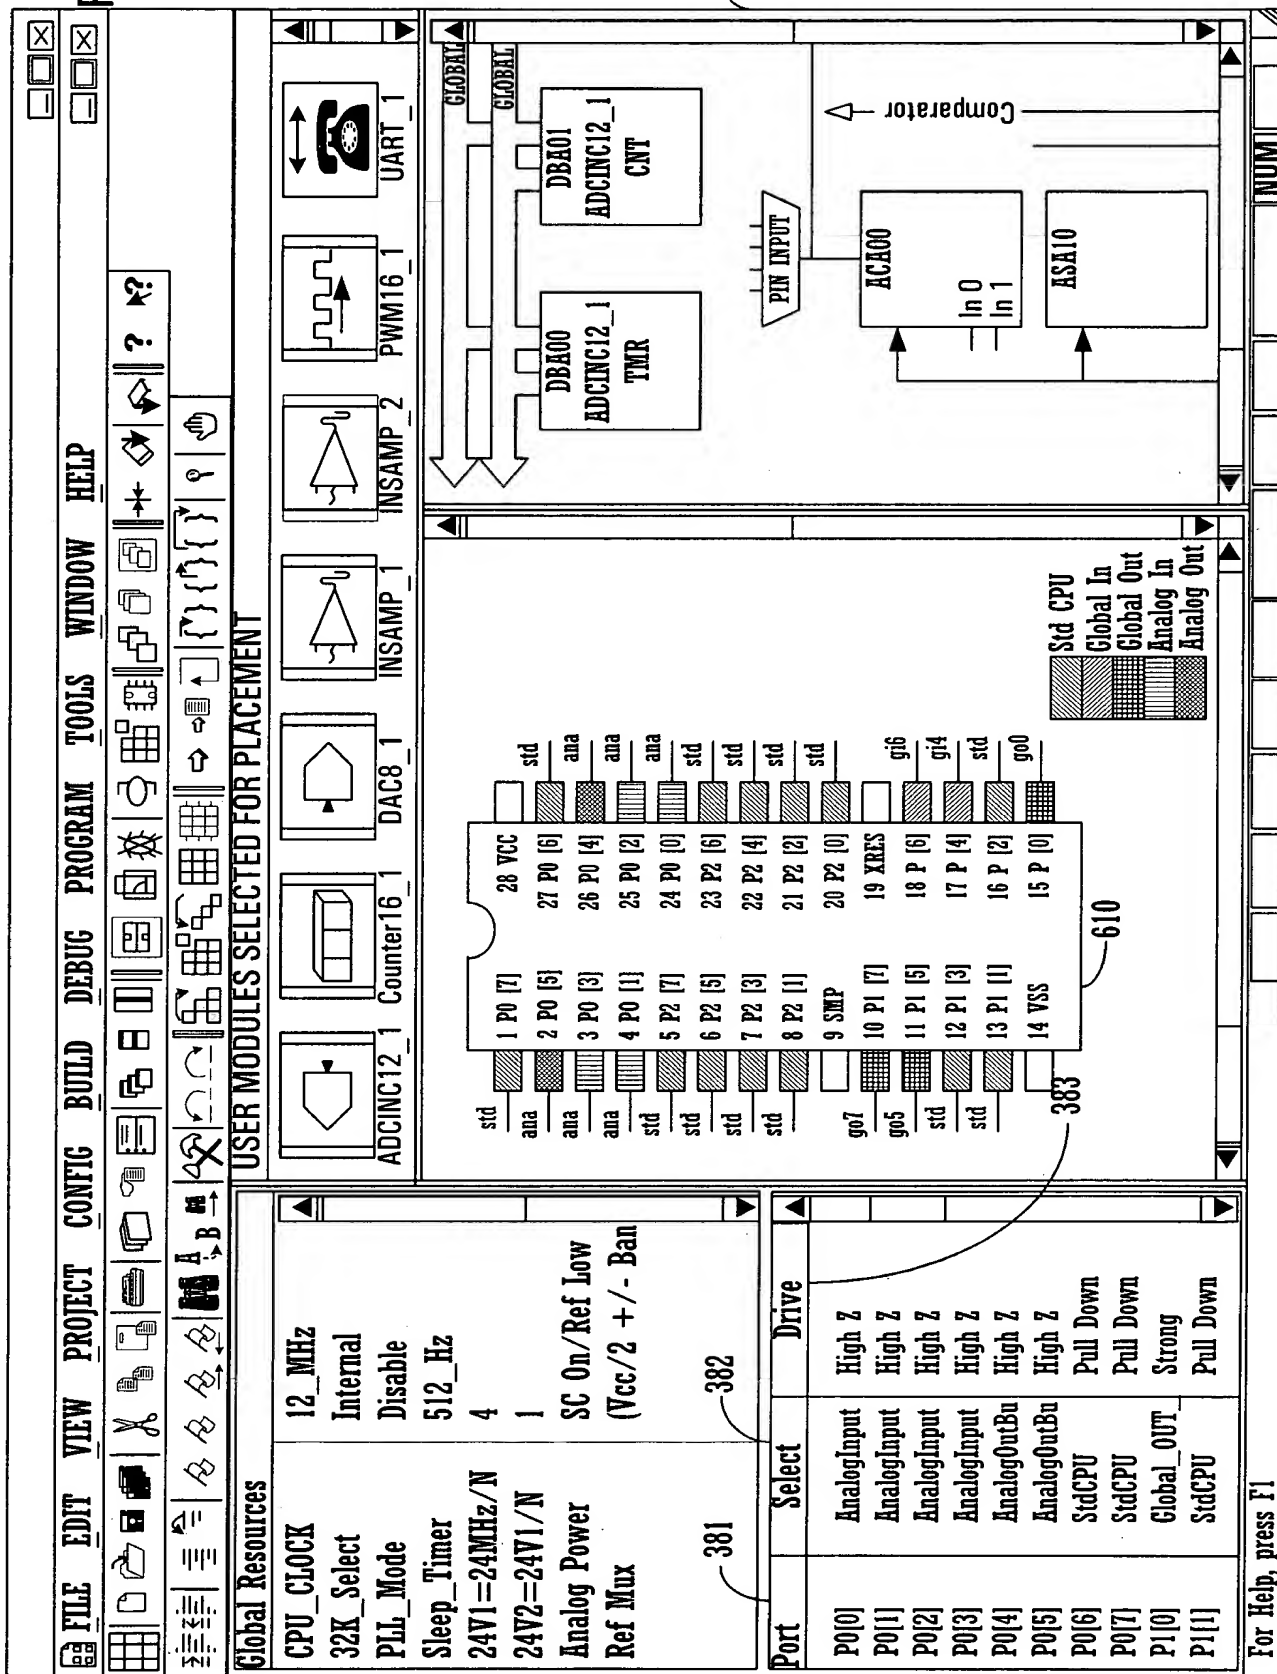 FILE EDIT VIEW PROJECT CONFIG BUILD DEBUG PROGRAM TOOLS WINDOW HELP
? ?
A B
Global Resources
CPU_CLOCK 12_MHz
32K_Select Internal
PLL_Mode Disable
Sleep_Timer 512_Hz
24V1=24MHz/N 4
24V2=24V1/N 1
Analog Power SC On/Ref Low
Ref Mux (Vcc/2 +/- Ban
381
382
383
Port Select Drive
P0[0] AnalogInput High Z
P0[1] AnalogInput High Z
P0[2] AnalogInput High Z
P0[3] AnalogInput High Z
P0[4] AnalogOutBu High Z
P0[5] AnalogOutBu High Z
P0[6] StdCPU Pull Down
P0[7] StdCPU Pull Down
P1[0] Global_OUT_ Strong
P1[1] StdCPU Pull Down
USER MODULES SELECTED FOR PLACEMENT
ADCINC12_1 Counter16_1 DAC8_1 INSAMP_1 INSAMP_2 PWM16_1 UART_1
std 1 P0 [7] 28 VCC
ana 2 P0 [5] 27 P0 [6] std
ana 3 P0 [3] 26 P0 [4] ana
ana 4 P0 [1] 25 P0 [2] ana
std 5 P2 [7] 24 P0 [0] ana
std 6 P2 [5] 23 P2 [6] std
std 7 P2 [3] 22 P2 [4] std
std 8 P2 [1] 21 P2 [2] std
9 SMP 20 P2 [0] std
go7 10 P1 [7] 19 XRES
go5 11 P1 [5] 18 P [6] gi6
std 12 P1 [3] 17 P [4] gi4
std 13 P1 [1] 16 P [2] std
14 VSS 15 P [0] go0
610
Std CPU
Global In
Global Out
Analog In
Analog Out
GLOBAL
GLOBAL
DBA00
ADCINC12_1
TMR
DBA01
ADCINC12_1
CNT
PIN INPUT
ACA00
In 0
In 1
ASA10
Comparator
For Help, press F1
NUM